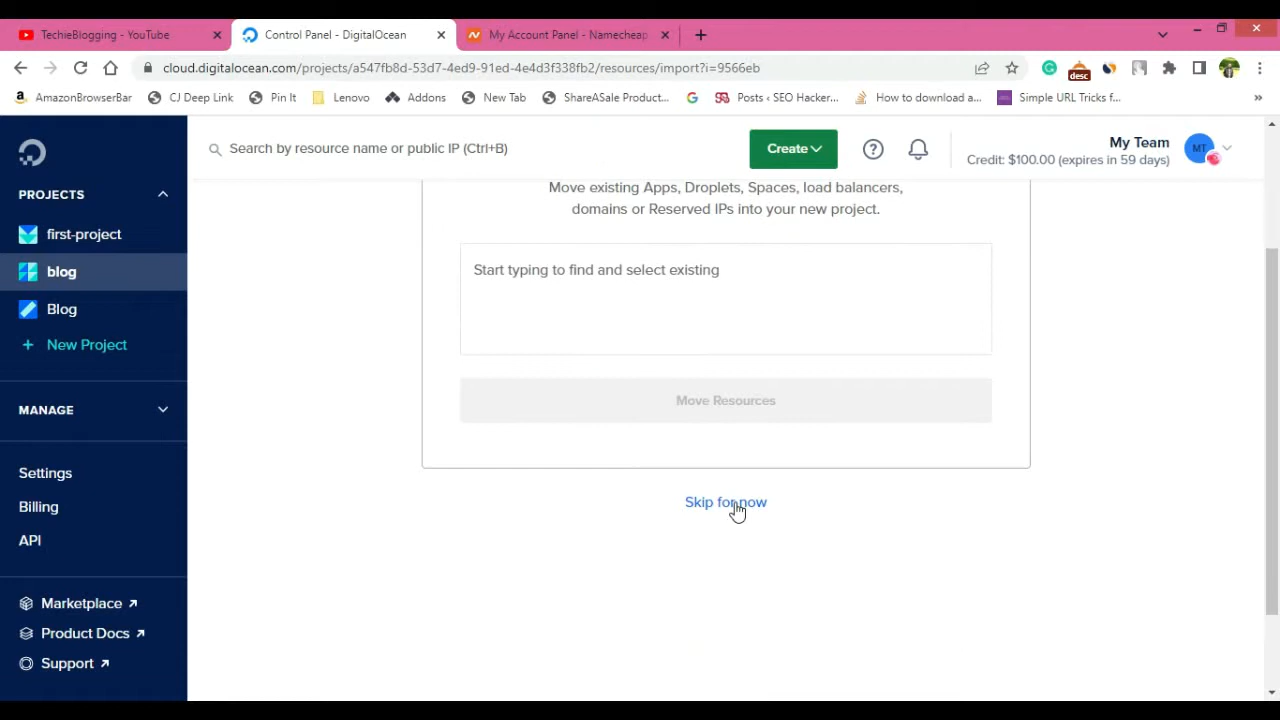 TechieBlogging - YouTube
Control Panel - DigitalOcean
My Account Panel - Namecheap
cloud.digitalocean.com/projects/a547fb8d-53d7-4ed9-91ed-4e4d3f338fb2/resources/import?i=9566eb
desc
AmazonBrowserBar
CJ Deep Link
Pin It
Lenovo
Addons
New Tab
ShareASale Product...
Posts ‹ SEO Hacker...
How to download a...
Simple URL Tricks f...
»
Search by resource name or public IP (Ctrl+B)
Create
?
My Team
Credit: $100.00 (expires in 59 days)
MT
PROJECTS
first-project
blog
Blog
+ New Project
MANAGE
Settings
Billing
API
Marketplace
Product Docs
Support
Move existing Apps, Droplets, Spaces, load balancers,
domains or Reserved IPs into your new project.
Start typing to find and select existing
Move Resources
Skip for now